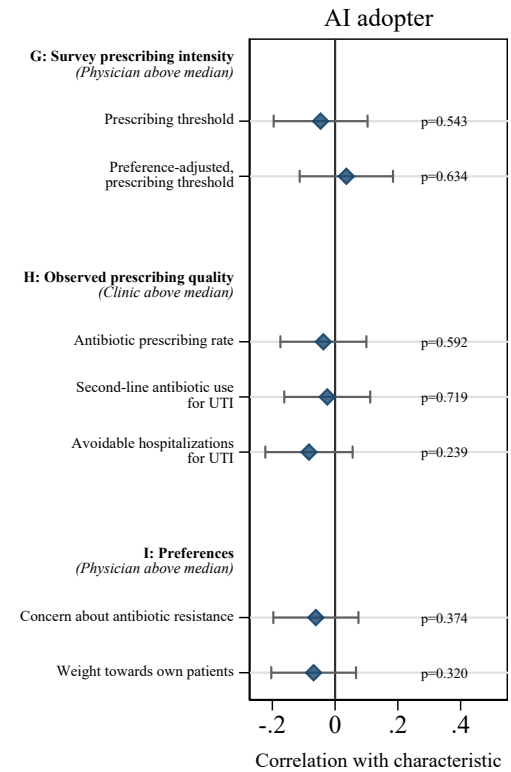 AI adopter
G: Survey prescribing intensity
(Physician above median)
Prescribing threshold
p=0.543
Preference-adjusted,
prescribing threshold
p=0.634
H: Observed prescribing quality
(Clinic above median)
Antibiotic prescribing rate
p=0.592
Second-line antibiotic use
for UTI
p=0.719
Avoidable hospitalizations
for UTI
p=0.239
I: Preferences
(Physician above median)
Concern about antibiotic resistance
p=0.374
Weight towards own patients
p=0.320
-.2 0 .2 .4
Correlation with characteristic